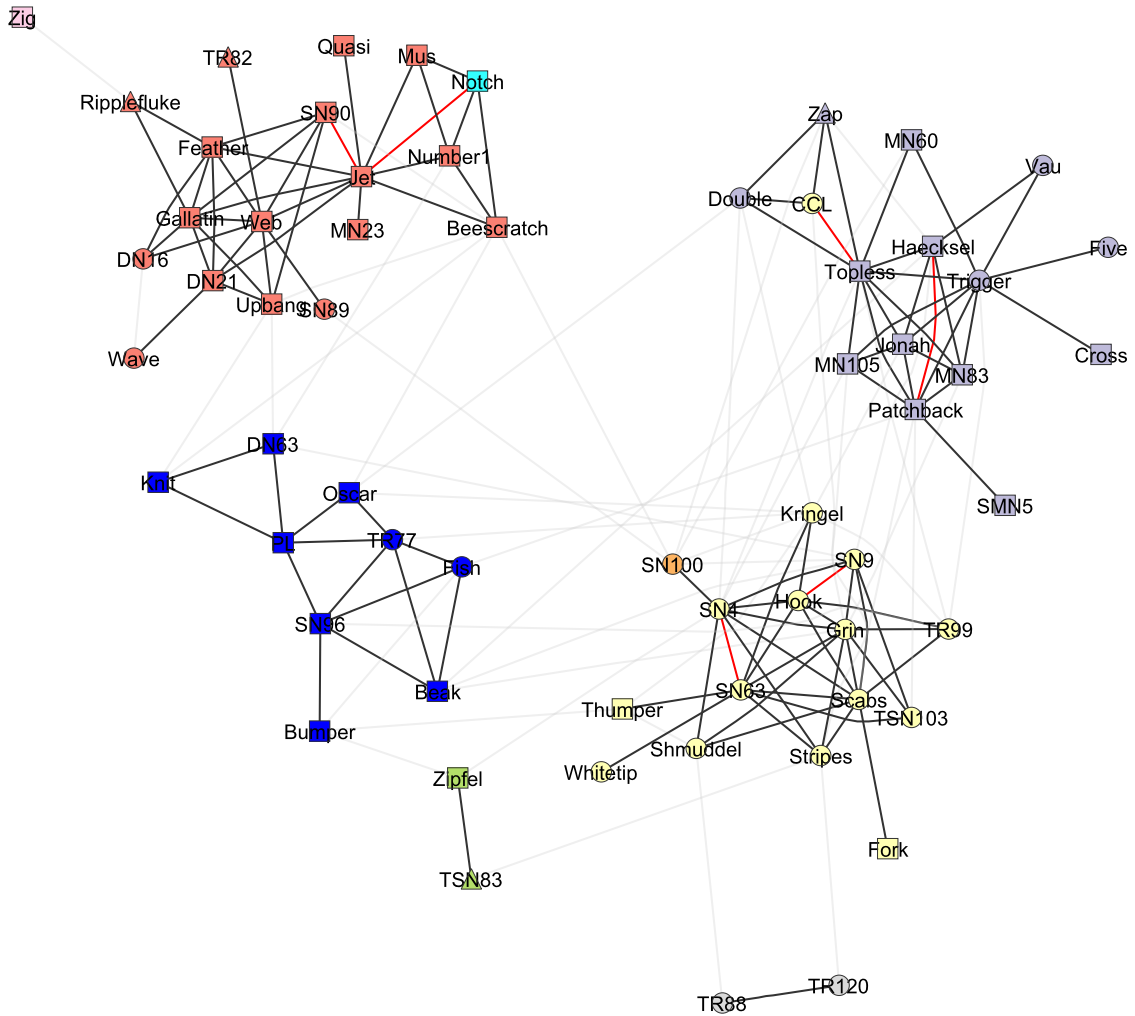 Zig
TR82
Quasi
Mus
Notch
Ripplefluke
SN90
Feather
Number1
Jet
Gallatin
Web
MN23
Beescratch
DN16
DN21
Upbang
SN89
Wave
Zap
MN60
Vau
Double
CCL
Haecksel
Five
Topless
Trigger
Jonah
MN105
MN83
Cross
Patchback
SMN5
DN63
Knit
Oscar
PL
TR77
Fish
SN96
Beak
Bumper
Zipfel
TSN83
Kringel
SN100
SN9
SN4
Hook
Grin
TR99
SN63
Scabs
Thumper
TSN103
Shmuddel
Stripes
Whitetip
Fork
TR120
TR88